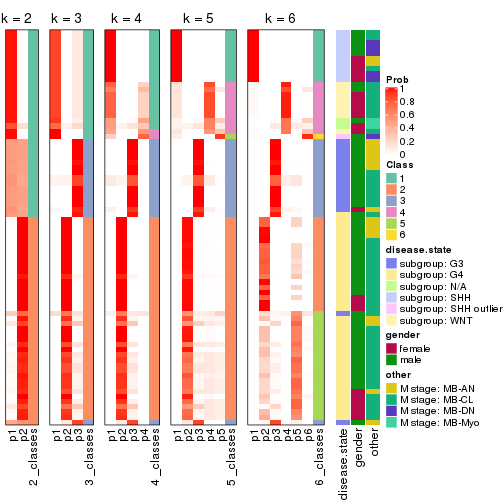 k = 2 k = 3 k = 4 k = 5 k = 6
Prob
1
0.8
0.6
0.4
0.2
0
Class
1
2
3
4
5
6
disease.state
subgroup: G3
subgroup: G4
subgroup: N/A
subgroup: SHH
subgroup: SHH outlier
subgroup: WNT
gender
female
male
other
M stage: MB-AN
M stage: MB-CL
M stage: MB-DN
M stage: MB-Myo
p1 p2 2_classes
p1 p2 p3 3_classes
p1 p2 p3 p4 4_classes
p1 p2 p3 p4 p5 5_classes
p1 p2 p3 p4 p5 p6 6_classes
disease.state gender other